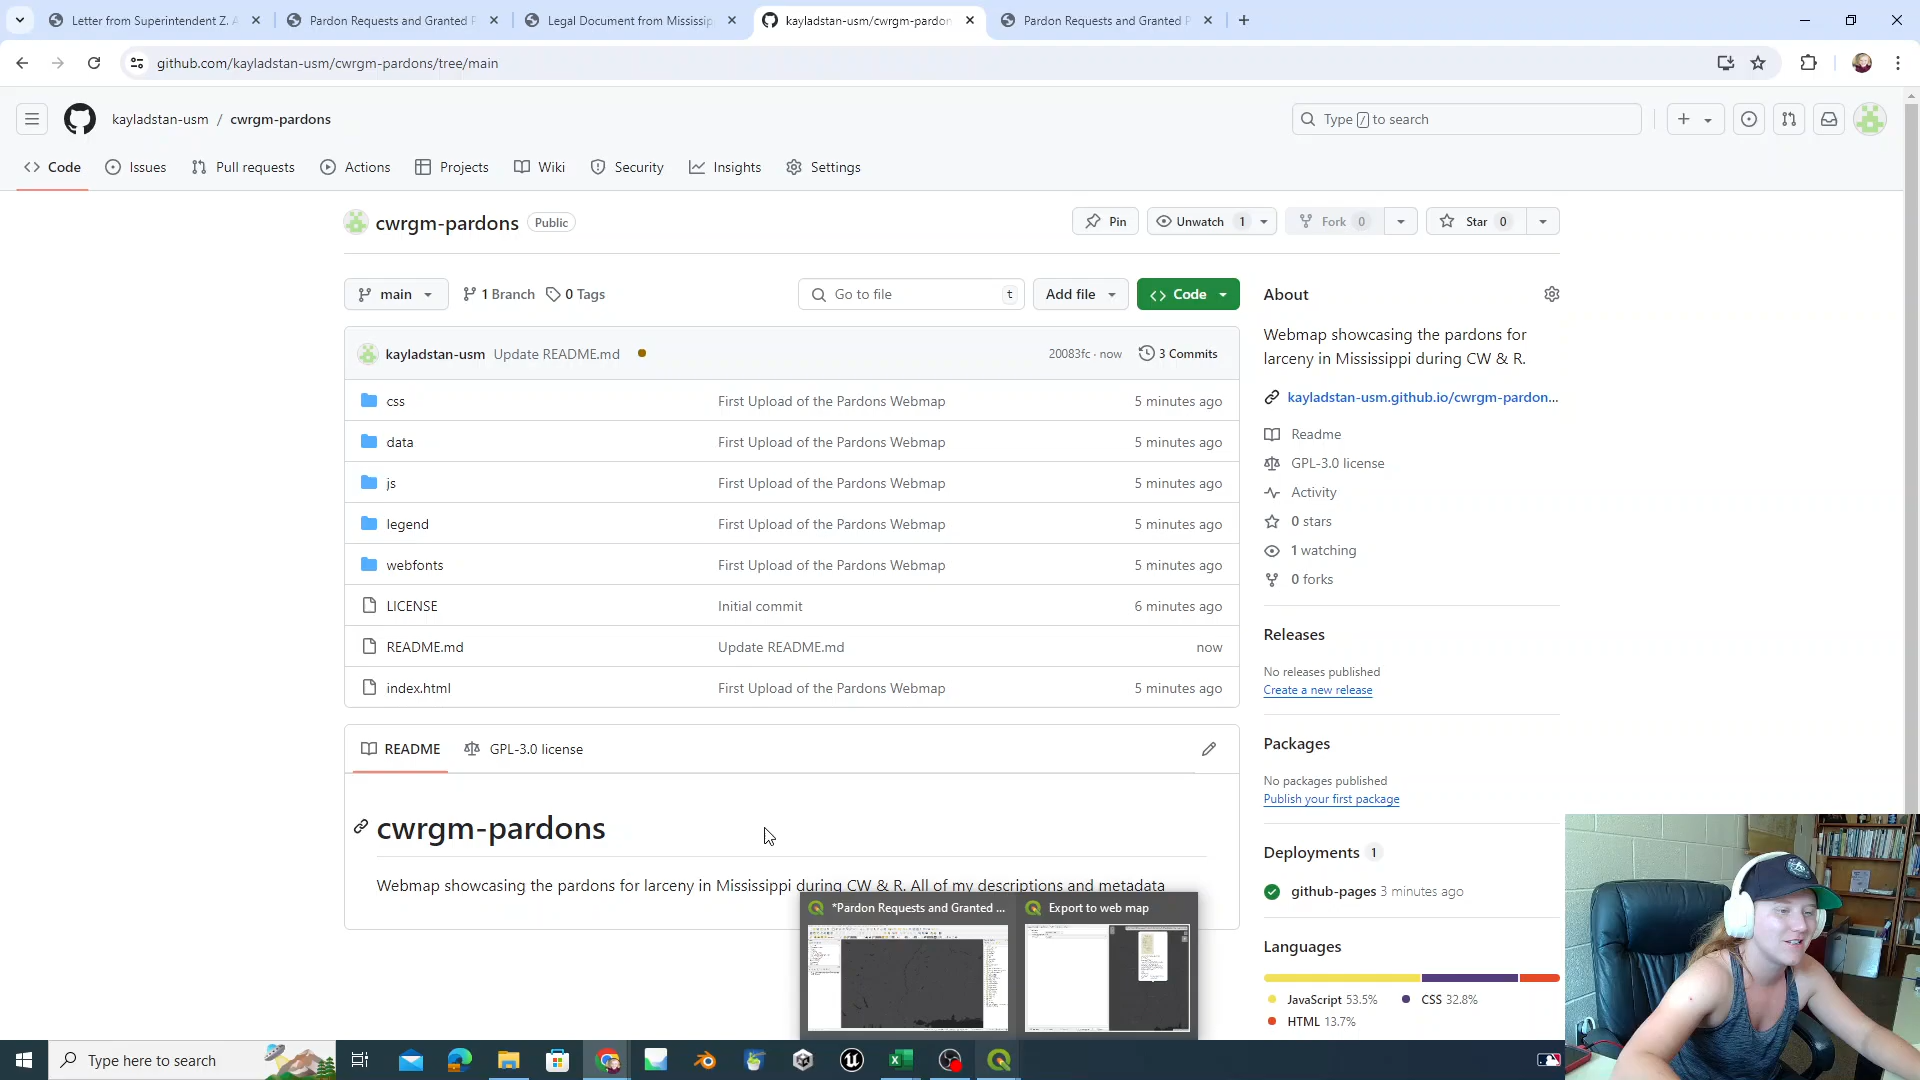 Letter from Superintendent Z. A
Pardon Requests and Granted P
Legal Document from Mississip
kayladstan-usm/cwrgm-pardon
Pardon Requests and Granted P
github.com/kayladstan-usm/cwrgm-pardons/tree/main
kayladstan-usm / cwrgm-pardons
Type / to search
Code
Issues
Pull requests
Actions
Projects
Wiki
Security
Insights
Settings
cwrgm-pardons Public
Pin
Unwatch 1
Fork 0
Star 0
main
1 Branch
0 Tags
Go to file t
Add file
Code
kayladstan-usm Update README.md 20083fc · now 3 Commits
css First Upload of the Pardons Webmap 5 minutes ago
data First Upload of the Pardons Webmap 5 minutes ago
js First Upload of the Pardons Webmap 5 minutes ago
legend First Upload of the Pardons Webmap 5 minutes ago
webfonts First Upload of the Pardons Webmap 5 minutes ago
LICENSE Initial commit 6 minutes ago
README.md Update README.md now
index.html First Upload of the Pardons Webmap 5 minutes ago
README
GPL-3.0 license
cwrgm-pardons
Webmap showcasing the pardons for larceny in Mississippi during CW & R. All of my descriptions and metadata
About
Webmap showcasing the pardons for
larceny in Mississippi during CW & R.
kayladstan-usm.github.io/cwrgm-pardon...
Readme
GPL-3.0 license
Activity
0 stars
1 watching
0 forks
Releases
No releases published
Create a new release
Packages
No packages published
Publish your first package
Deployments 1
github-pages 3 minutes ago
Languages
JavaScript 53.5% CSS 32.8%
HTML 13.7%
*Pardon Requests and Granted ...
Export to web map
Type here to search